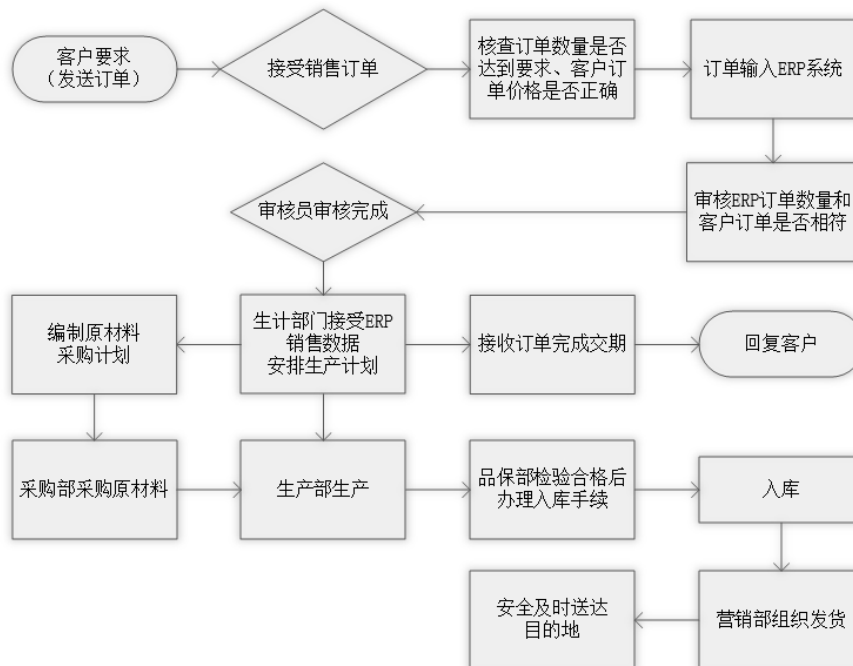 客户要求
（发送订单）
接受销售订单
核查订单数量是否
达到要求、客户订
单价格是否正确
订单输入ERP系统
审核ERP订单数量和
客户订单是否相符
审核员审核完成
编制原材料
采购计划
生计部门接受ERP
销售数据
安排生产计划
接收订单完成交期
回复客户
采购部采购原材料
生产部生产
品保部检验合格后
办理入库手续
入库
安全及时送达
目的地
营销部组织发货